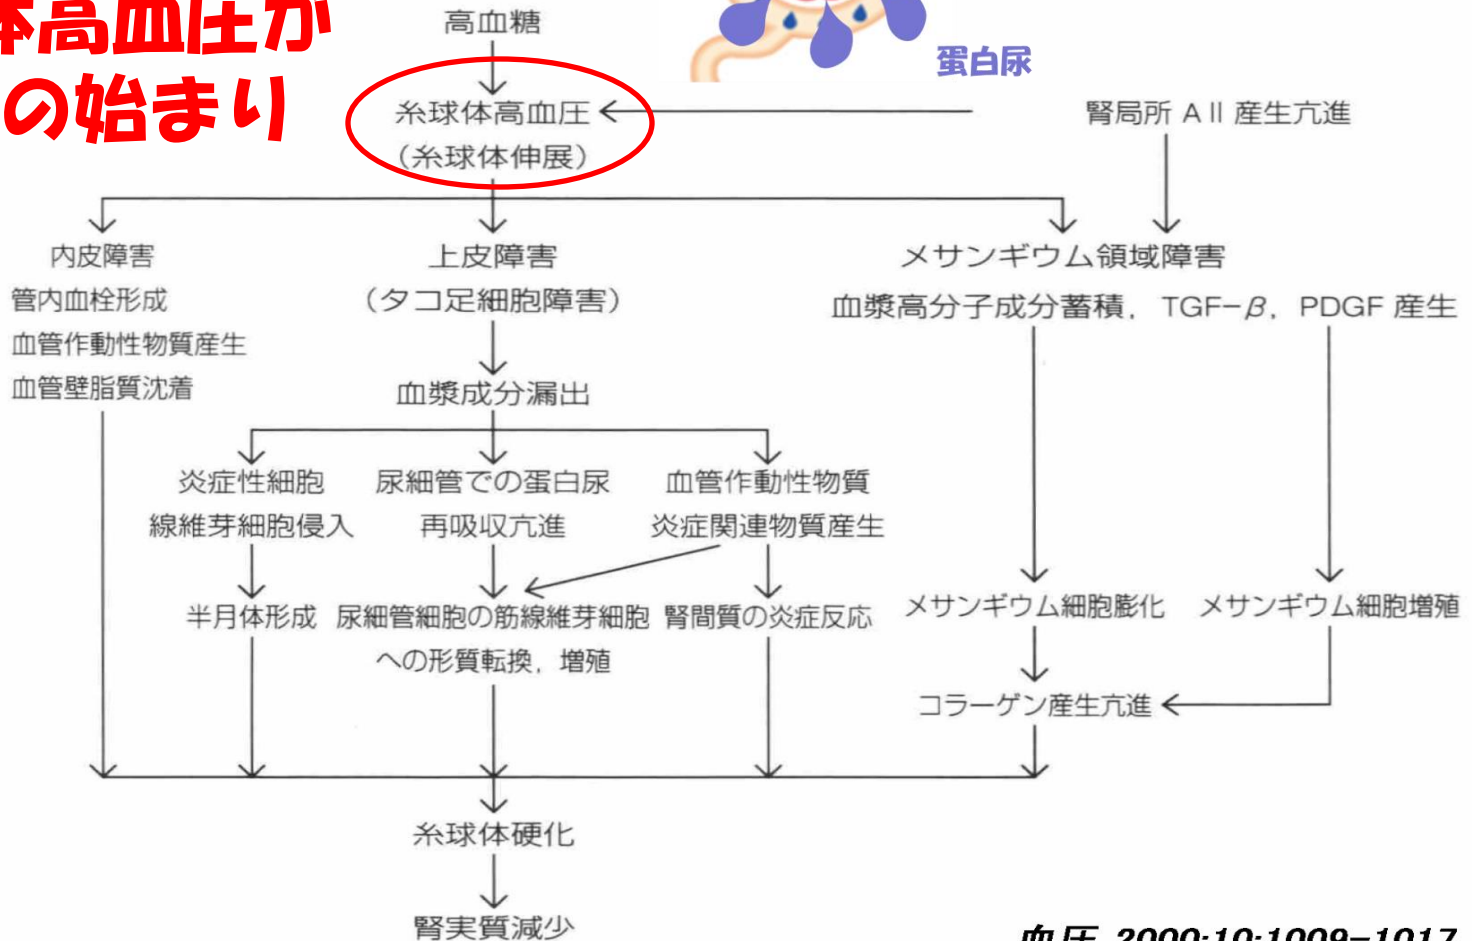 体高血圧が
の始まり
高血糖
蛋白尿
糸球体高血圧
(糸球体伸展)
腎局所 AⅡ 産生亢進
内皮障害
管内血栓形成
血管作動性物質産生
血管壁脂質沈着
上皮障害
(タコ足細胞障害)
メサンギウム領域障害
血漿高分子成分蓄積, TGF-β, PDGF 産生
血漿成分漏出
炎症性細胞
線維芽細胞侵入
尿細管での蛋白尿
再吸収亢進
血管作動性物質
炎症関連物質産生
半月体形成
尿細管細胞の筋線維芽細胞
への形質転換, 増殖
腎間質の炎症反応
メサンギウム細胞膨化
メサンギウム細胞増殖
コラーゲン産生亢進
糸球体硬化
腎実質減少
血圧 2000;10:1009-1017